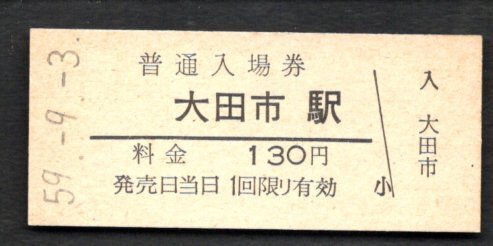 59.-9.-3.
普通入場券
大田市駅
料金 130円
発売日当日1回限り有効
小
入
大田市